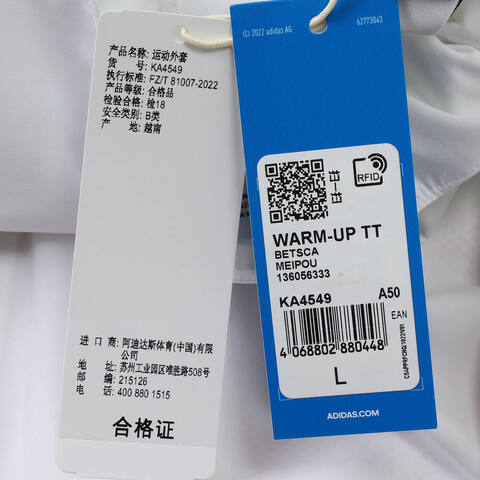 产品名称: 运动外套
货 号: KA4549
执行标准: FZ/T 81007-2022
产品等级: 合格品
检验合格: 检18
安全类别: B类
产 地: 越南
进 口 商: 阿迪达斯体育(中国)有限
公司
地 址: 苏州工业园区唯胜路508号
邮 编: 215126
电 话: 400 880 1515
合格证
© 2022 adidas AG
62773043
RFID
WARM-UP TT
BETSCA
MEIPOU
136056333
KA4549
A50
EAN
4 068802 880448
L
ADIDAS.COM